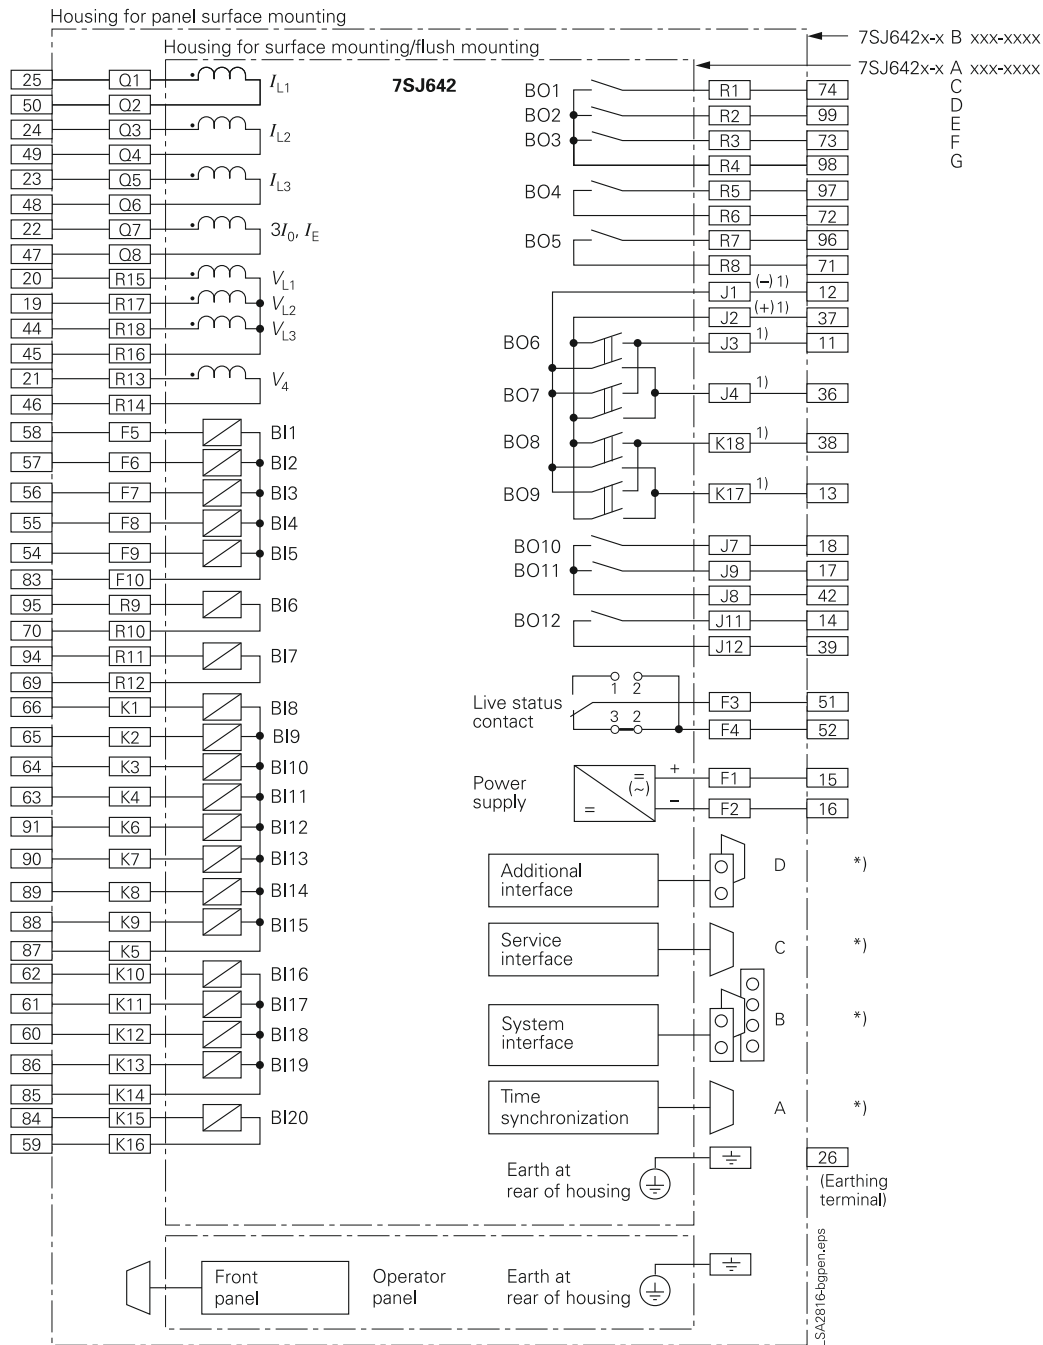 Housing for panel surface mounting
Housing for surface mounting/flush mounting
7SJ642x-x B xxx-xxxx
7SJ642x-x A xxx-xxxx
C
D
E
F
G
7SJ642
25 Q1 IL1
50 Q2
24 Q3 IL2
49 Q4
23 Q5 IL3
48 Q6
22 Q7 3I0, IE
47 Q8
20 R15 VL1
19 R17 VL2
44 R18 VL3
45 R16
21 R13 V4
46 R14
58 F5 BI1
57 F6 BI2
56 F7 BI3
55 F8 BI4
54 F9 BI5
83 F10
95 R9 BI6
70 R10
94 R11 BI7
69 R12
66 K1 BI8
65 K2 BI9
64 K3 BI10
63 K4 BI11
91 K6 BI12
90 K7 BI13
89 K8 BI14
88 K9 BI15
87 K5
62 K10 BI16
61 K11 BI17
60 K12 BI18
86 K13 BI19
85 K14
84 K15 BI20
59 K16
BO1 R1 74
BO2 R2 99
BO3 R3 73
R4 98
BO4 R5 97
R6 72
BO5 R7 96
R8 71
J1 (–) 1) 12
J2 (+) 1) 37
BO6 J3 1) 11
BO7 J4 1) 36
BO8 K18 1) 38
BO9 K17 1) 13
BO10 J7 18
BO11 J9 17
J8 42
BO12 J11 14
J12 39
Live status
contact
1 2
3 2
F3 51
F4 52
Power
supply
= (~)
=
+ F1 15
– F2 16
Additional
interface
D *)
Service
interface
C *)
System
interface
B *)
Time
synchronization
A *)
Earth at
rear of housing
26
(Earthing
terminal)
Front
panel
Operator
panel
Earth at
rear of housing
LSA2816-bgpen.eps